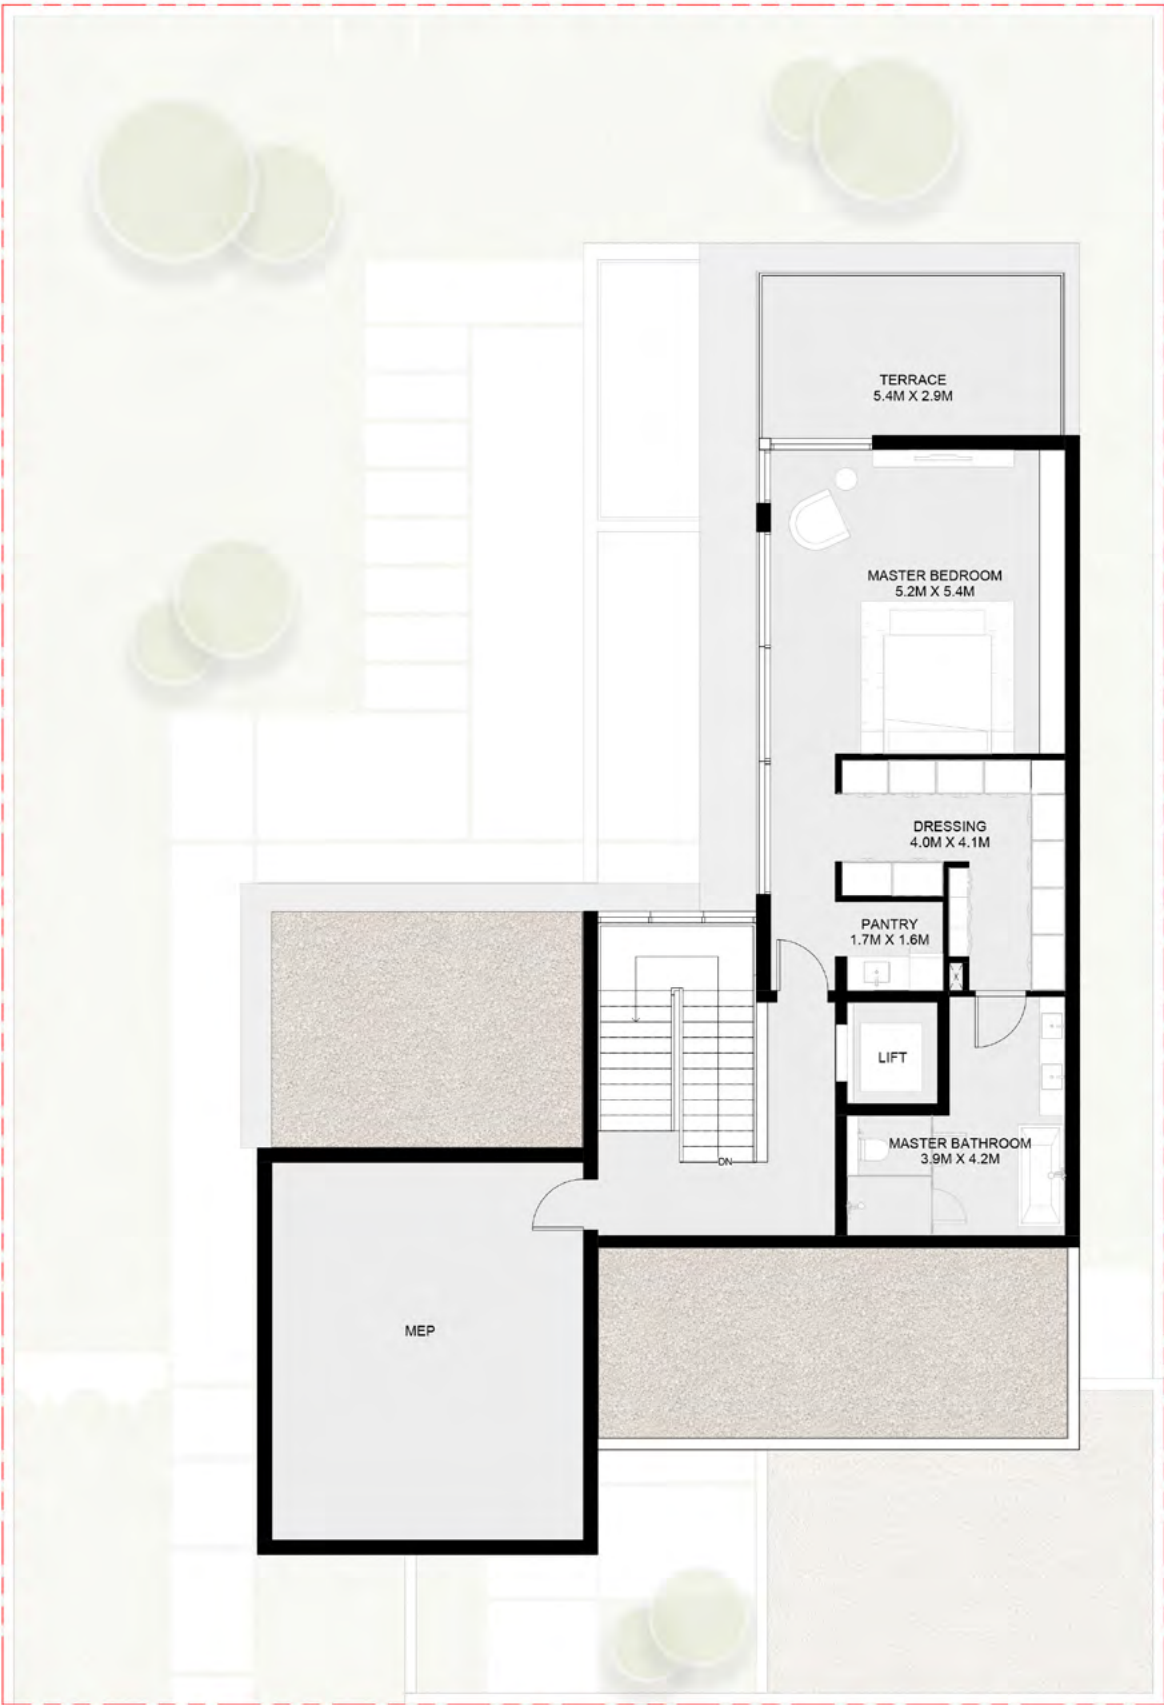 TERRACE
5.4M X 2.9M
MASTER BEDROOM
5.2M X 5.4M
DRESSING
4.0M X 4.1M
PANTRY
1.7M X 1.6M
LIFT
MASTER BATHROOM
3.9M X 4.2M
DN
MEP